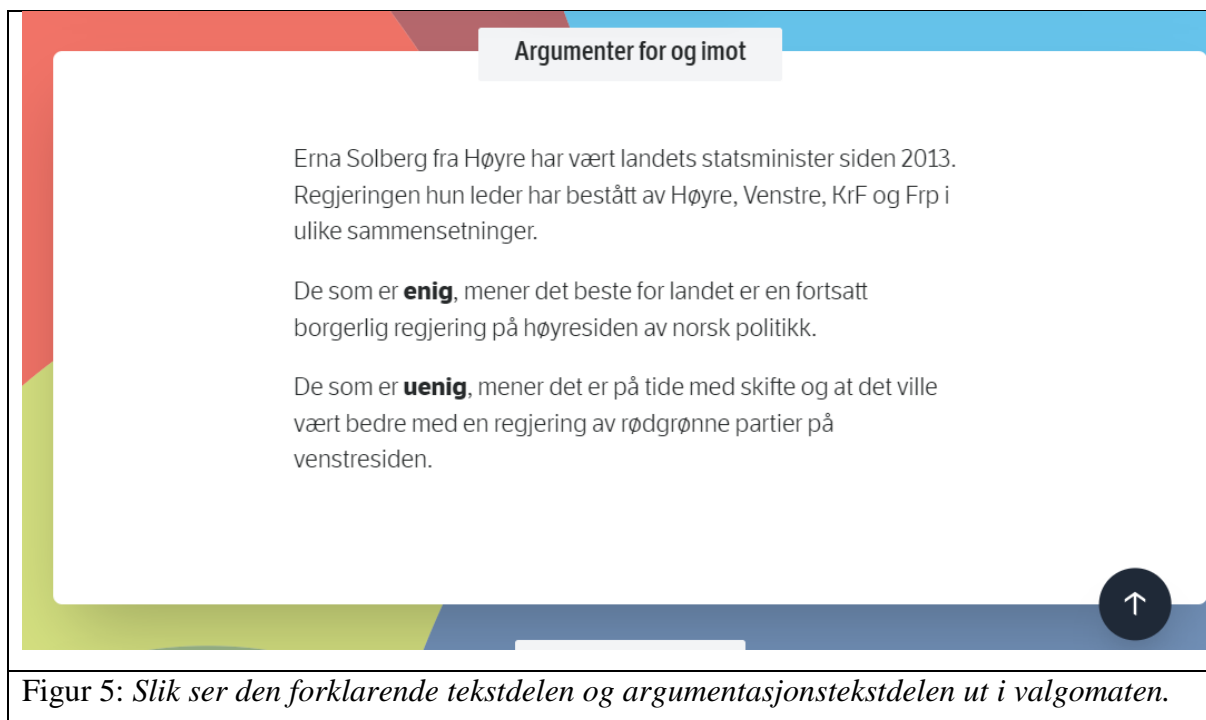 Argumenter for og imot
Erna Solberg fra Høyre har vært landets statsminister siden 2013.
Regjeringen hun leder har bestått av Høyre, Venstre, KrF og Frp i
ulike sammensetninger.
De som er enig, mener det beste for landet er en fortsatt
borgerlig regjering på høyresiden av norsk politikk.
De som er uenig, mener det er på tide med skifte og at det ville
vært bedre med en regjering av rødgrønne partier på
venstresiden.
Figur 5: Slik ser den forklarende tekstdelen og argumentasjonstekstdelen ut i valgomaten.